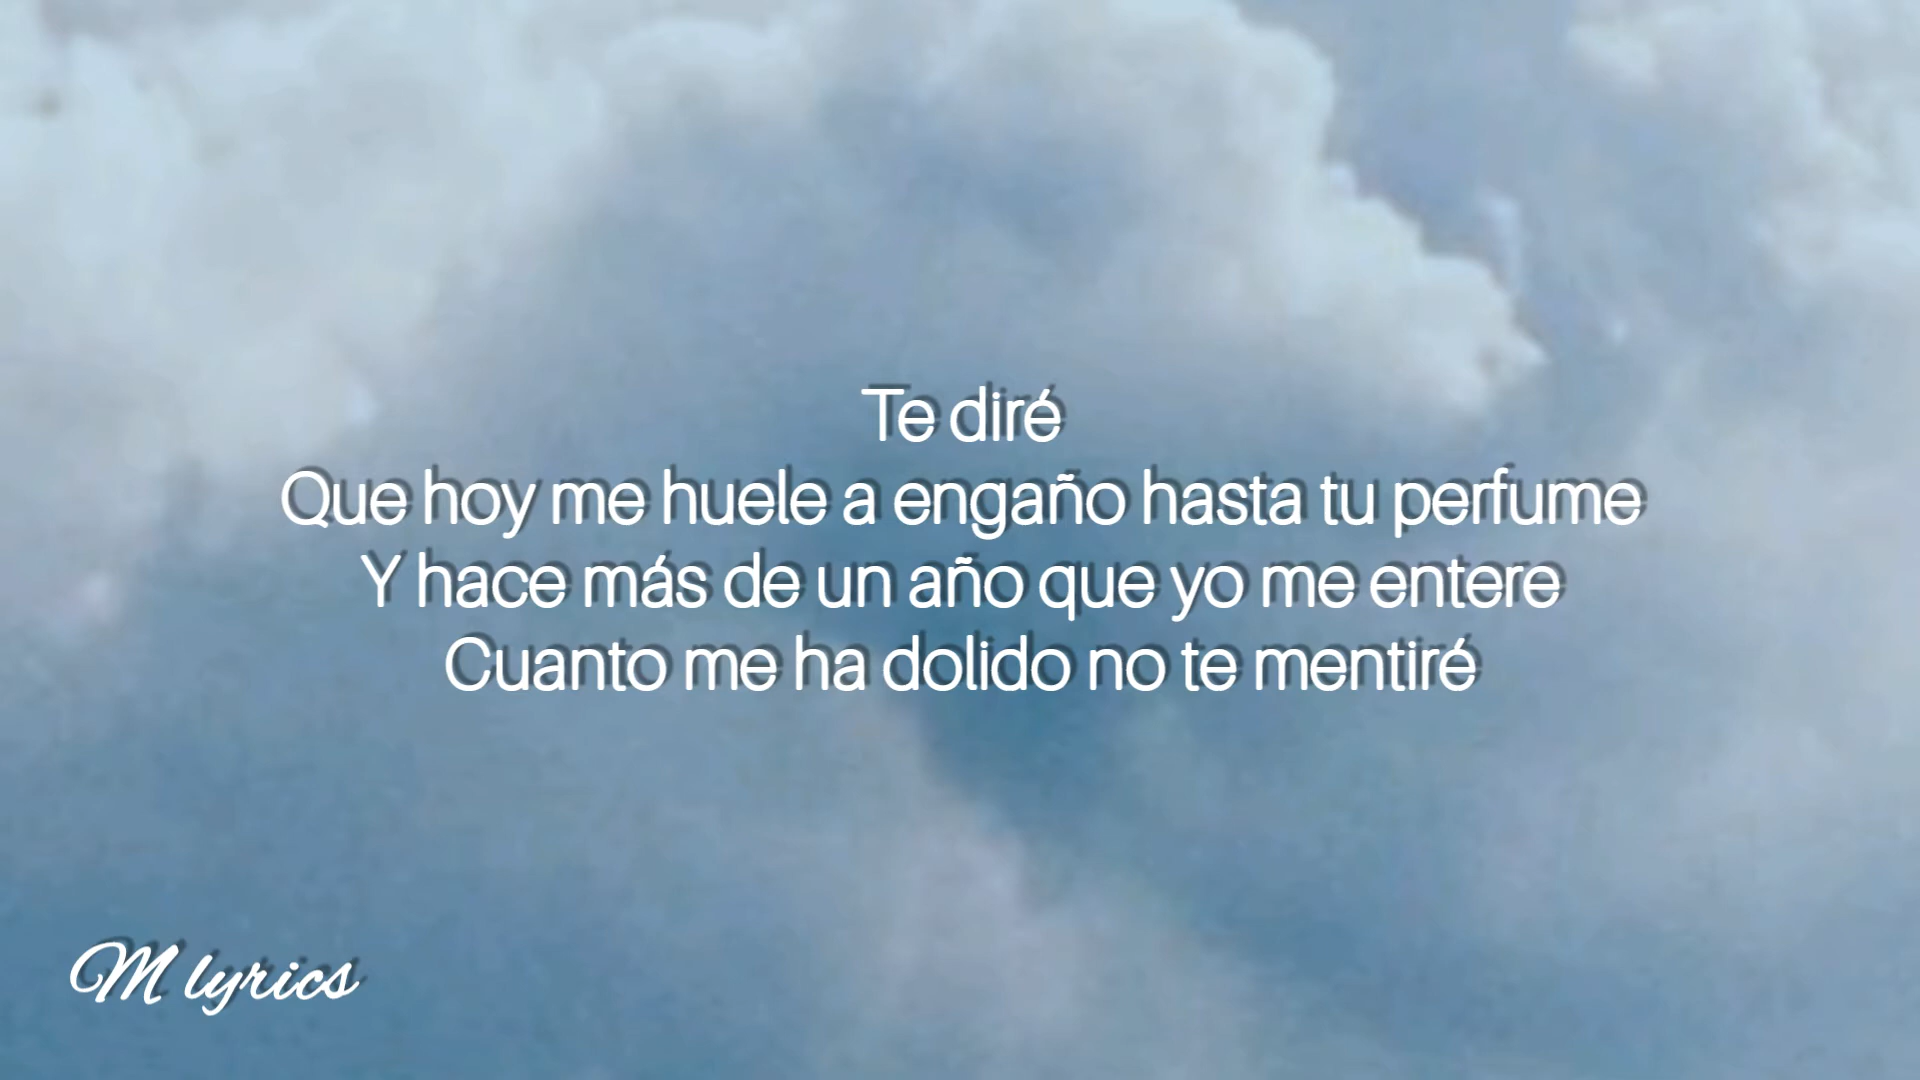 Te diré
Que hoy me huele a engaño hasta tu perfume
Y hace más de un año que yo me entere
Cuanto me ha dolido no te mentiré
M lyrics